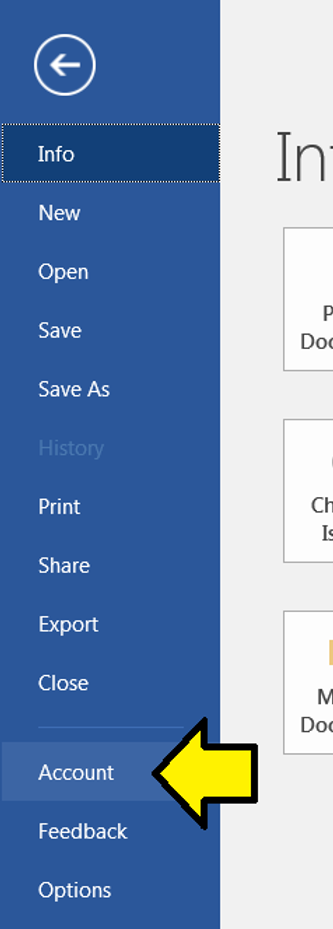 Info
New
Open
Save
Save As
History
Print
Share
Export
Close
Account
Feedback
Options